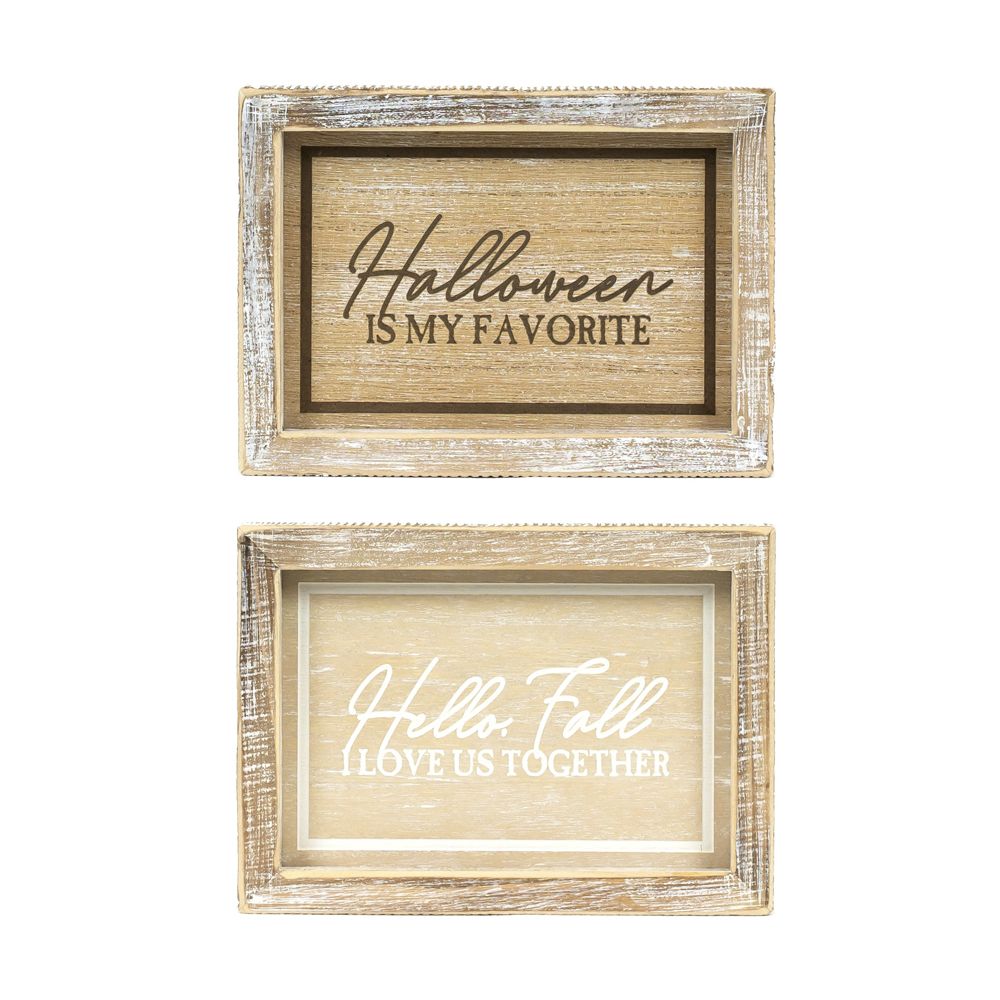 Halloween
IS MY FAVORITE
Hello, Fall
I LOVE US TOGETHER